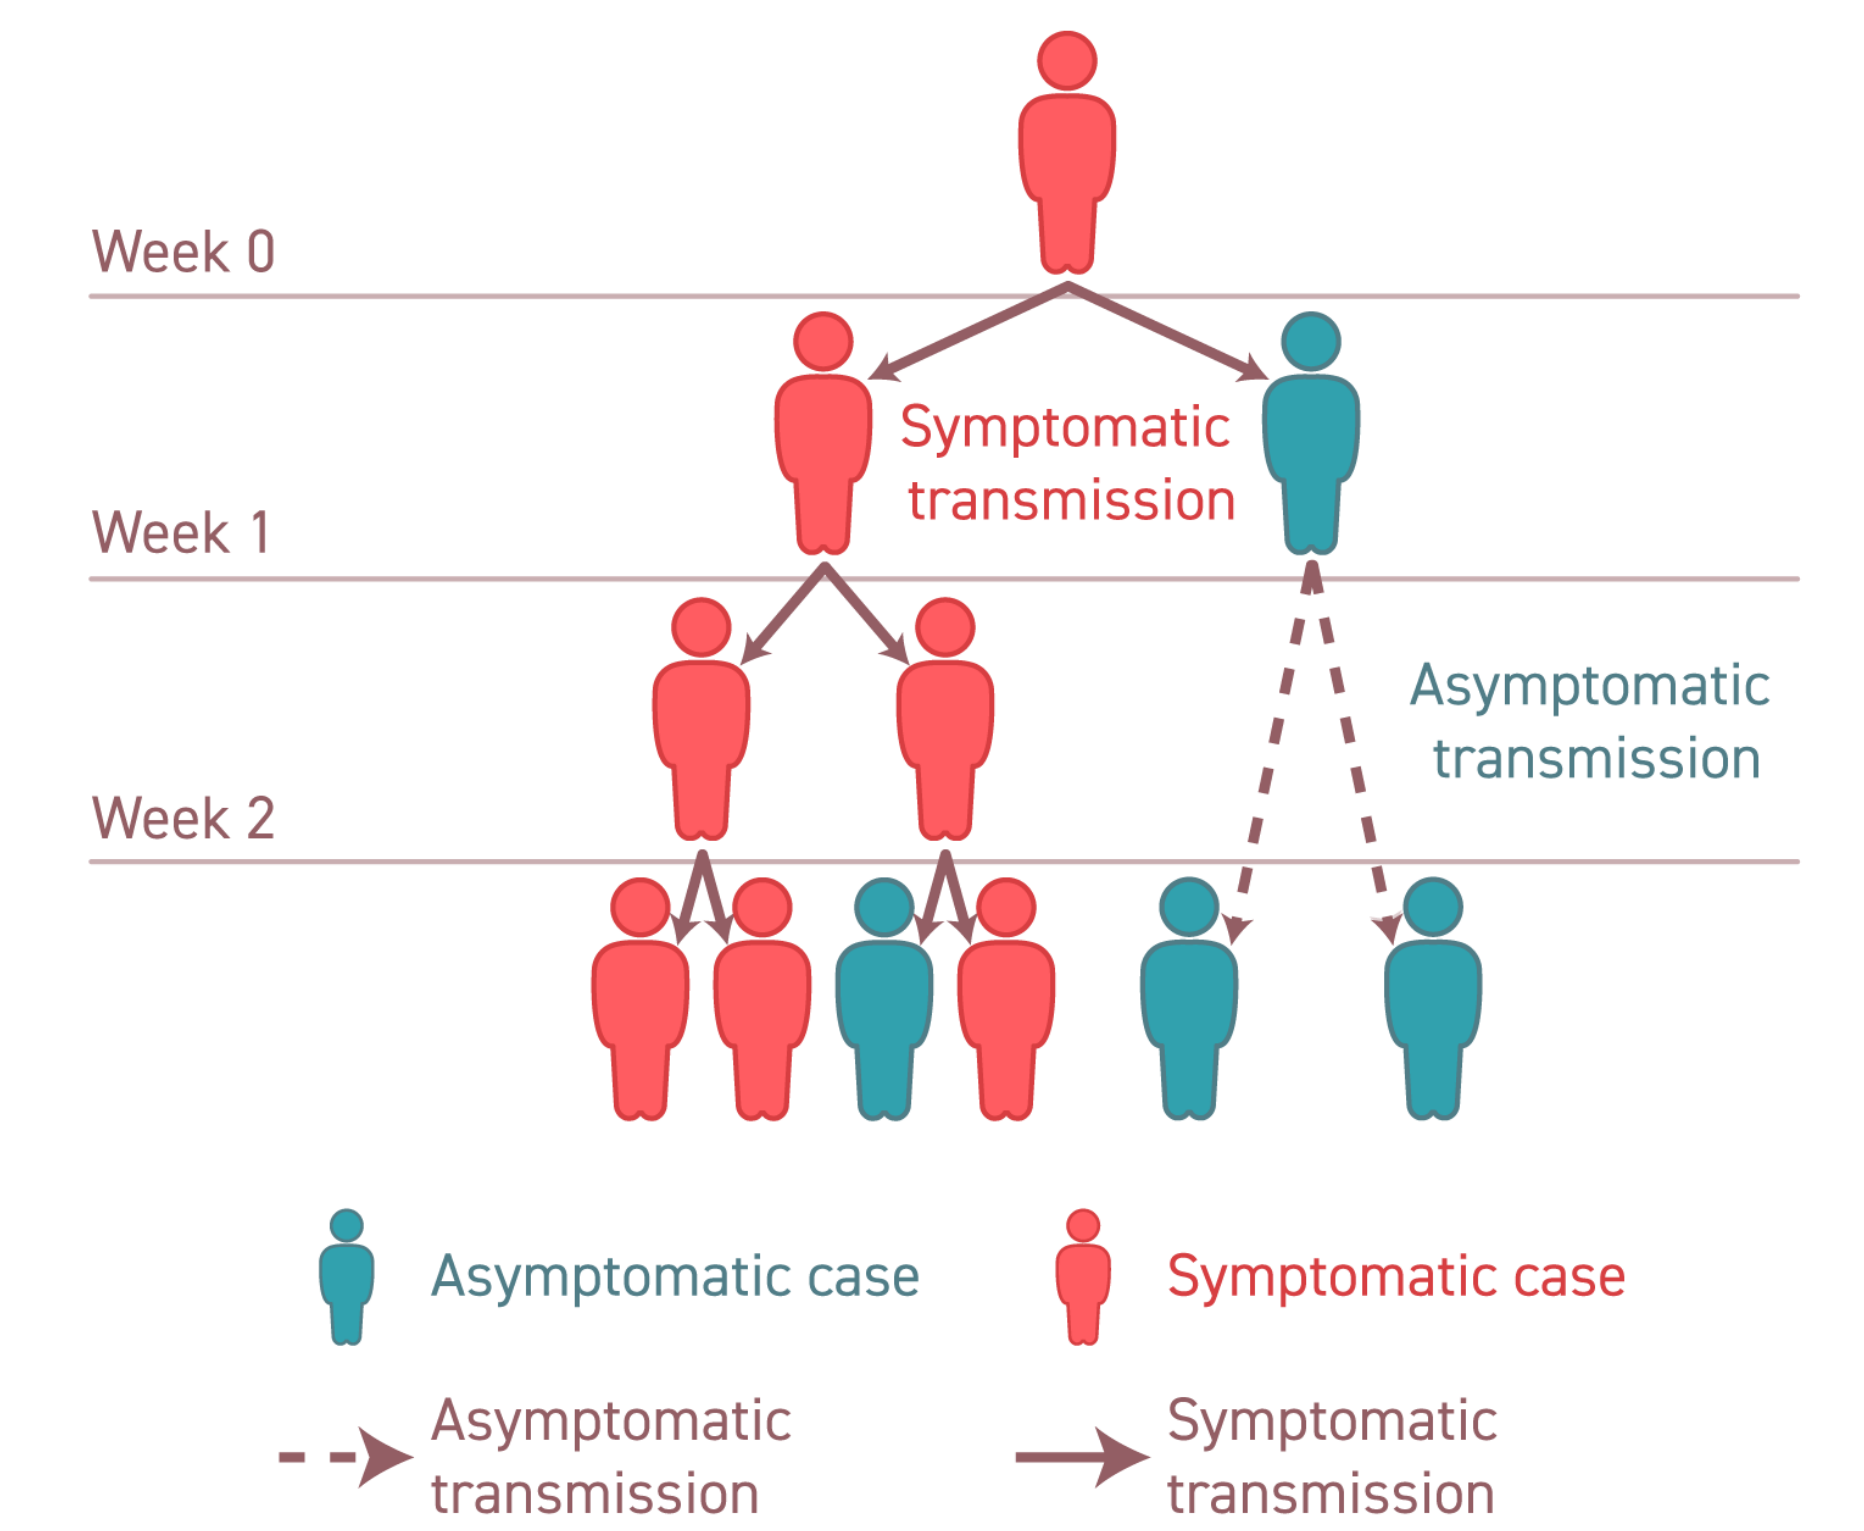 Week 0
Symptomatic
transmission
Week 1
Asymptomatic
transmission
Week 2
Asymptomatic case
Symptomatic case
Asymptomatic
transmission
Symptomatic
transmission